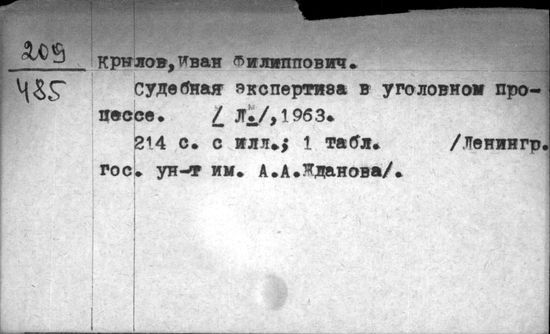 209
485
Крылов,Иван Филиппович.
Судебная экспертиза в уголовном про-
цессе. / Л./,1963.
214 с. с илл.; 1 табл. /Ленингр.
гос. ун-т им. А.А.Жданова/.